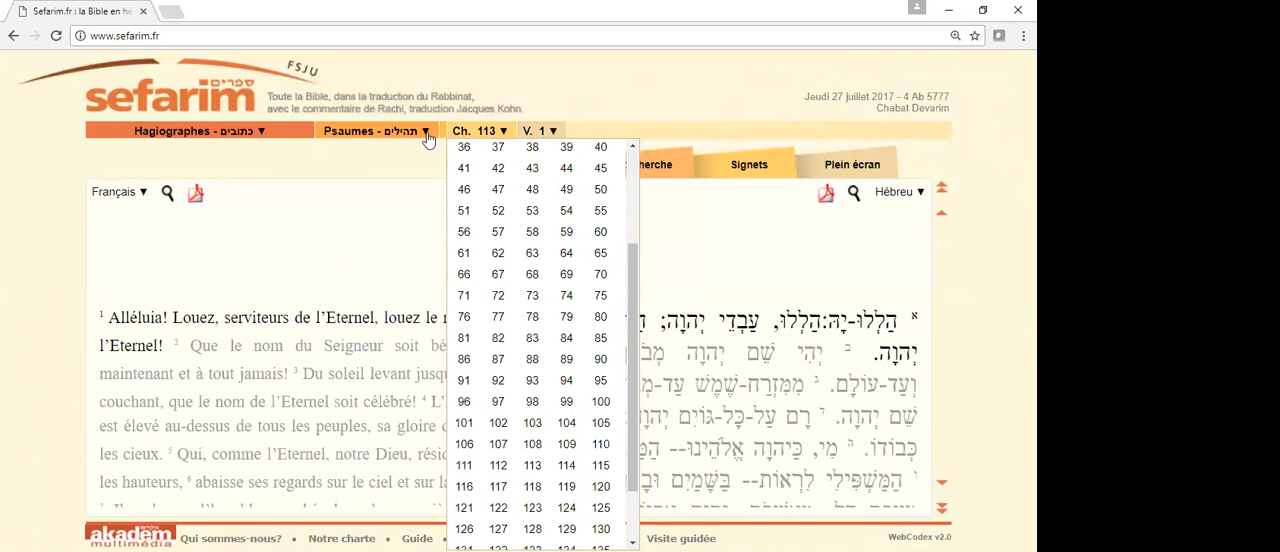 Sefarim.fr : la Bible en hé
www.sefarim.fr
ספרים
FSJU
sefarim
Toute la Bible, dans la traduction du Rabbinat,
avec le commentaire de Rachi, traduction Jacques Kohn.
Jeudi 27 juillet 2017 - 4 Ab 5777
Chabat Devarim
Hagiographes - כתובים ▼ Psaumes - תהילים ▼ Ch. 113 ▼ V. 1 ▼
herche Signets Plein écran
Français ▼ Hébreu ▼
36 37 38 39 40
41 42 43 44 45
46 47 48 49 50
51 52 53 54 55
56 57 58 59 60
61 62 63 64 65
66 67 68 69 70
71 72 73 74 75
76 77 78 79 80
81 82 83 84 85
86 87 88 89 90
91 92 93 94 95
96 97 98 99 100
101 102 103 104 105
106 107 108 109 110
111 112 113 114 115
116 117 118 119 120
121 122 123 124 125
126 127 128 129 130
131 132 133 134 135
1 Alléluia! Louez, serviteurs de l'Eternel, louez le
l'Eternel! 2 Que le nom du Seigneur soit
maintenant et à tout jamais! 3 Du soleil levant
couchant, que le nom de l'Eternel soit célébré! 4
est élevé au-dessus de tous les peuples, sa gloire
les cieux. 5 Qui, comme l'Eternel, notre Dieu,
les hauteurs, 6 abaisse ses regards sur le ciel et sur
א הַלְלוּ-יָהּ:הַלְלוּ, עַבְדֵי יְהוָה;
יְהוָה. ב יְהִי שֵׁם יְהוָה
וְעַד-עוֹלָם. ג מִמִּזְרַח-שֶׁמֶשׁ
שֵׁם יְהוָה. ד רָם עַל-כָּל-גּוֹיִם יְהוָה
כְּבוֹדוֹ. ה מִי, כַּיהוָה אֱלֹהֵינוּ--
ו הַמַּשְׁפִּילִי לִרְאוֹת-- בַּשָּׁמַיִם
akadem
multimédia
Qui sommes-nous? • Notre charte • Guide •
Visite guidée
WebCodex v2.0